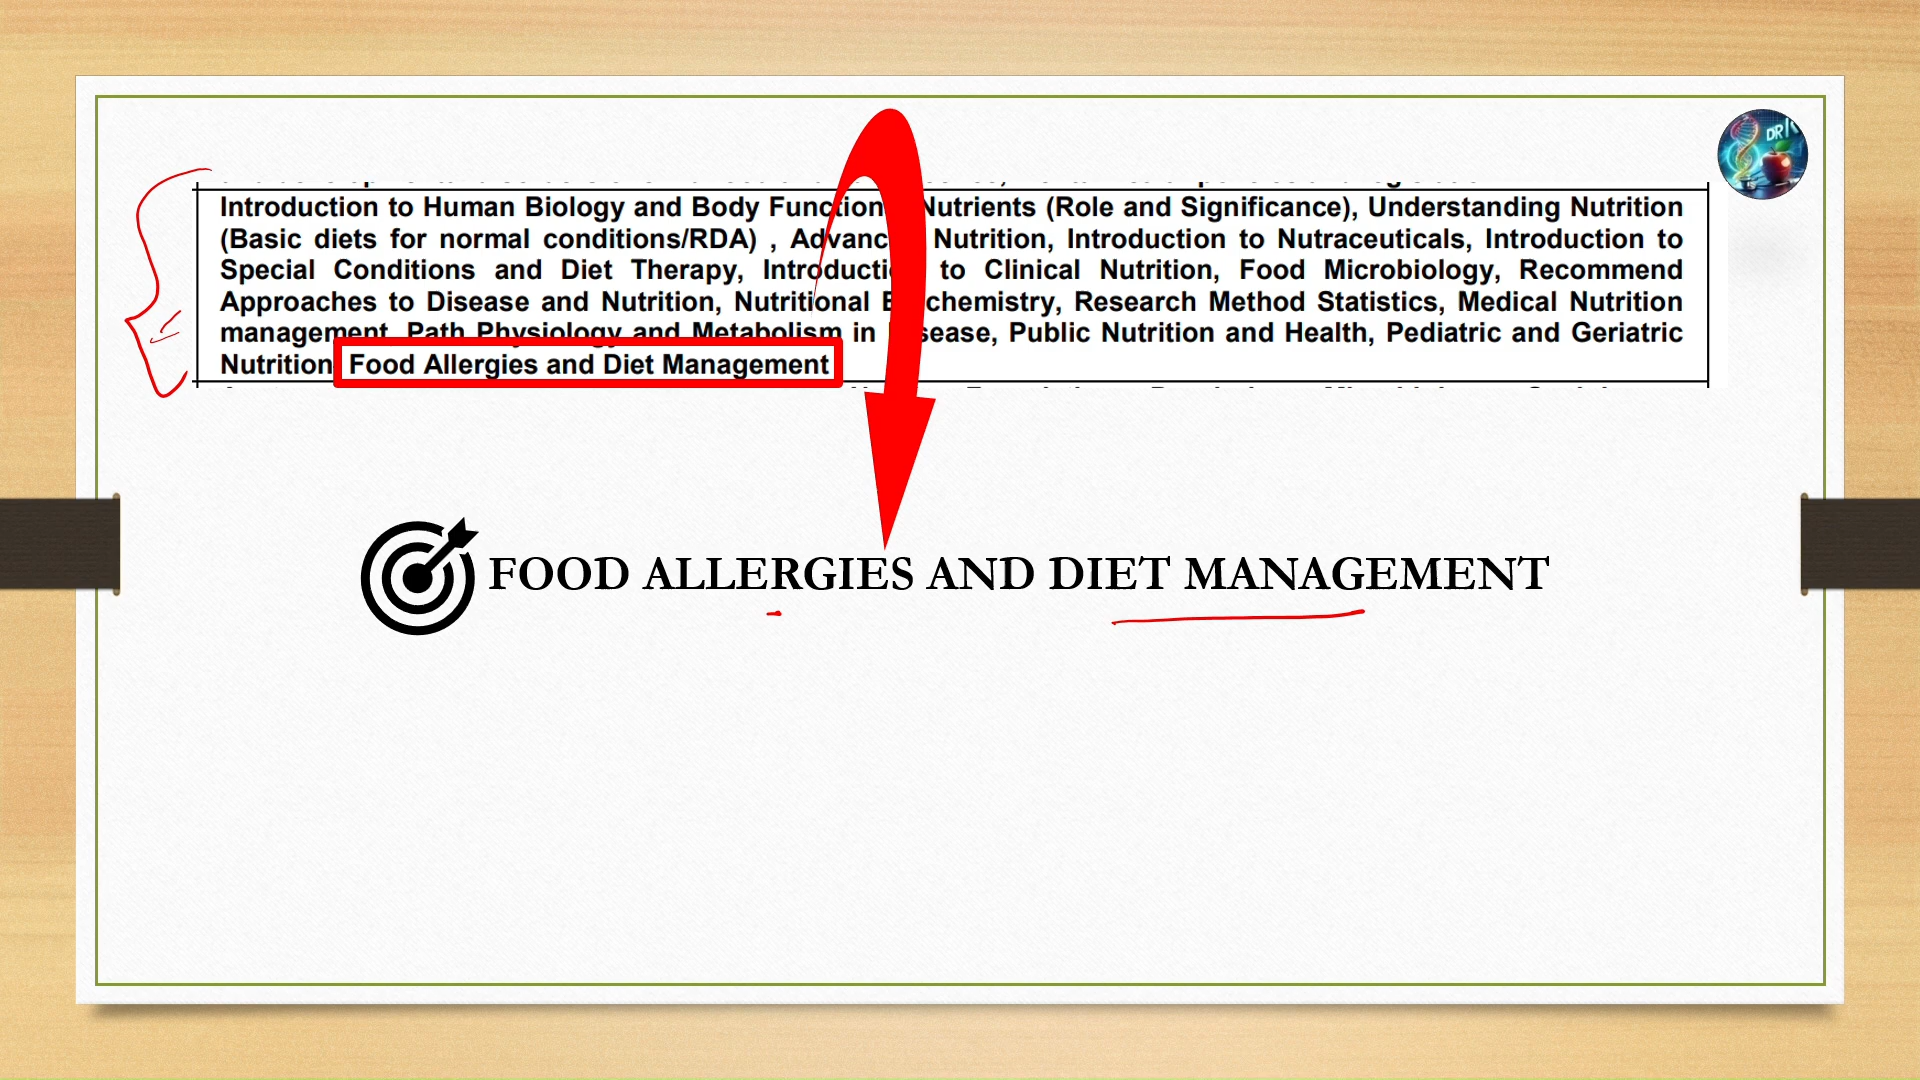 Introduction to Human Biology and Body Function Nutrients (Role and Significance), Understanding Nutrition
(Basic diets for normal conditions/RDA) , Advanc Nutrition, Introduction to Nutraceuticals, Introduction to
Special Conditions and Diet Therapy, Introducti to Clinical Nutrition, Food Microbiology, Recommend
Approaches to Disease and Nutrition, Nutritional B chemistry, Research Method Statistics, Medical Nutrition
management, Path Physiology and Metabolism in sease, Public Nutrition and Health, Pediatric and Geriatric
Nutrition Food Allergies and Diet Management
FOOD ALLERGIES AND DIET MANAGEMENT
DR